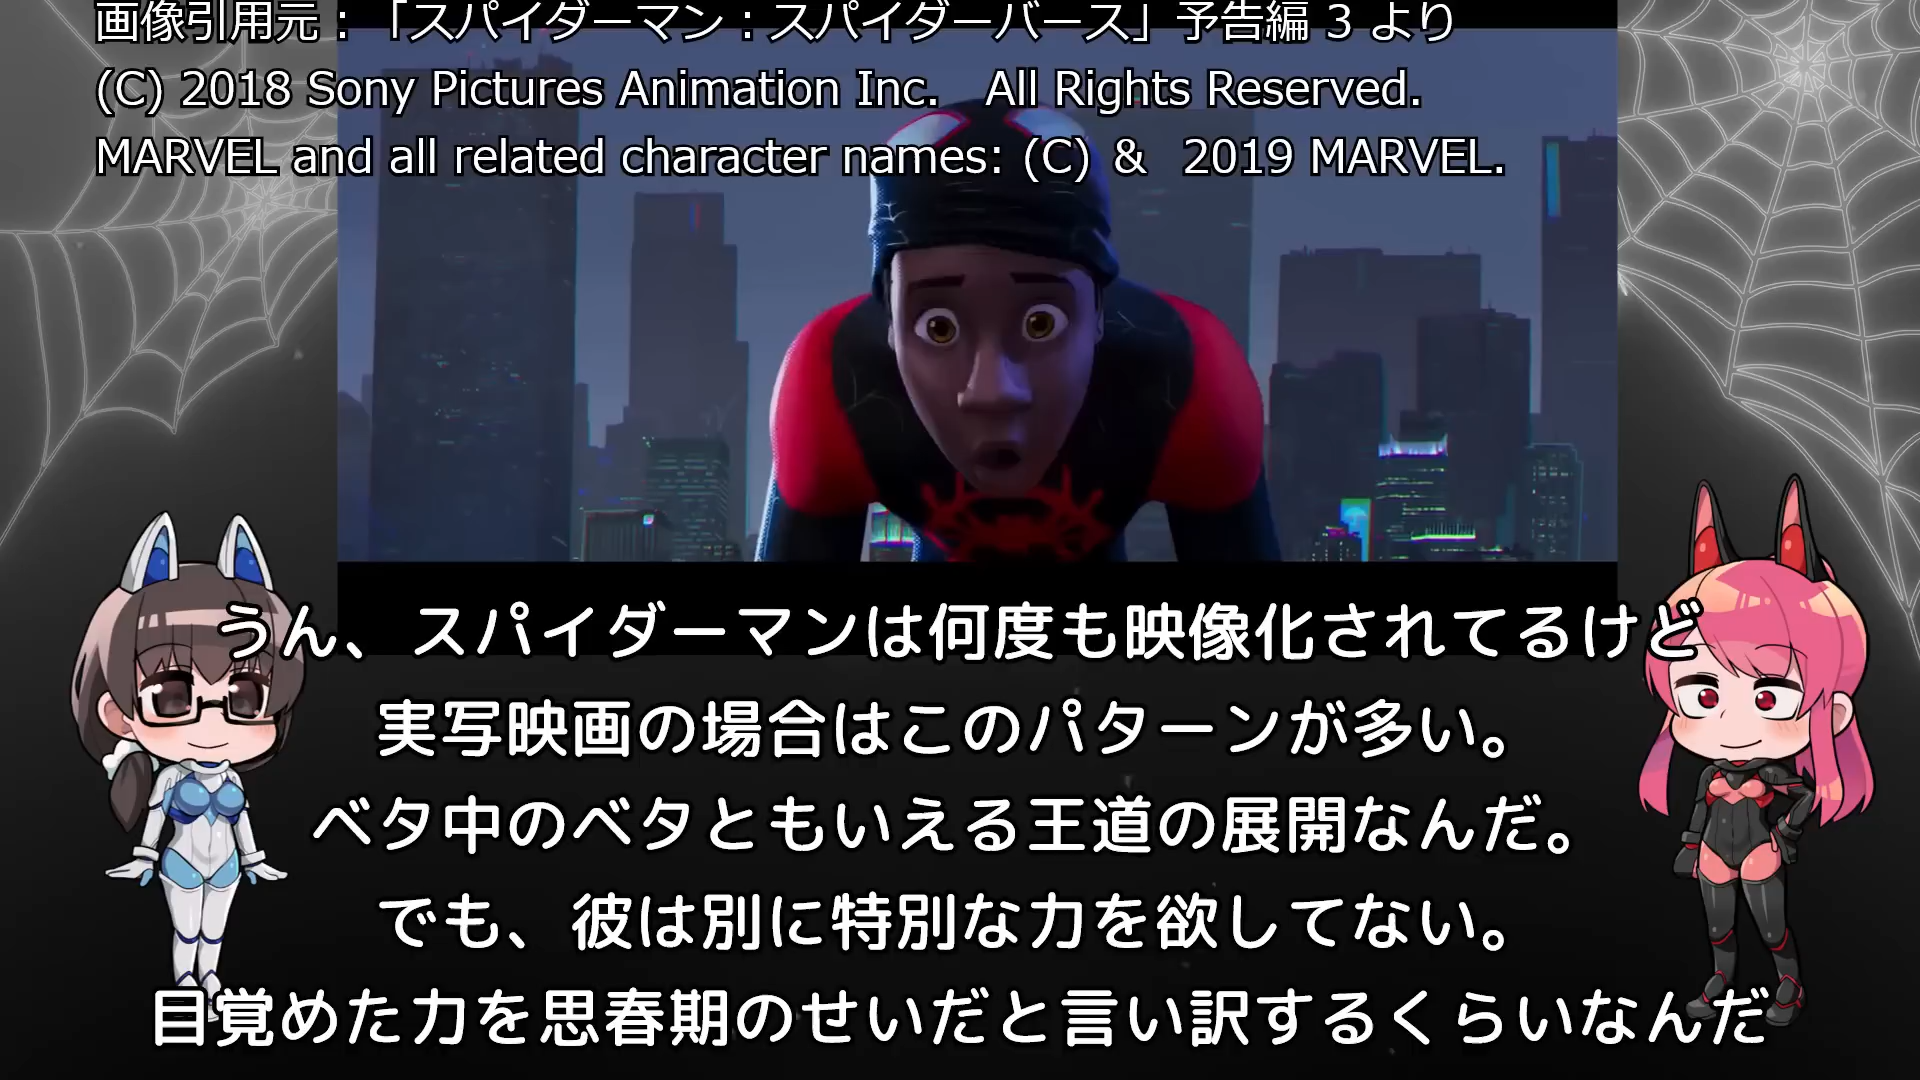 画像引用元：「スパイダーマン：スパイダーバース」予告編 3 より
(C) 2018 Sony Pictures Animation Inc.　All Rights Reserved.
MARVEL and all related character names: (C) ＆ 2019 MARVEL.
うん、スパイダーマンは何度も映像化されてるけど
実写映画の場合はこのパターンが多い。
ベタ中のベタともいえる王道の展開なんだ。
でも、彼は別に特別な力を欲してない。
目覚めた力を思春期のせいだと言い訳するくらいなんだ